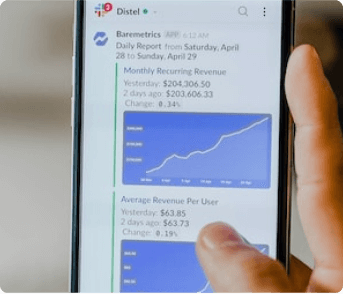 3
Distel
Baremetrics APP 6:12 AM
Daily Report from Saturday, April
28 to Sunday, April 29
Monthly Recurring Revenue
Yesterday: $204,306.50
2 days ago: $203,606.33
Change: 0.34%
Average Revenue Per User
Yesterday: $63.85
2 days ago: $63.73
Change: 0.19%